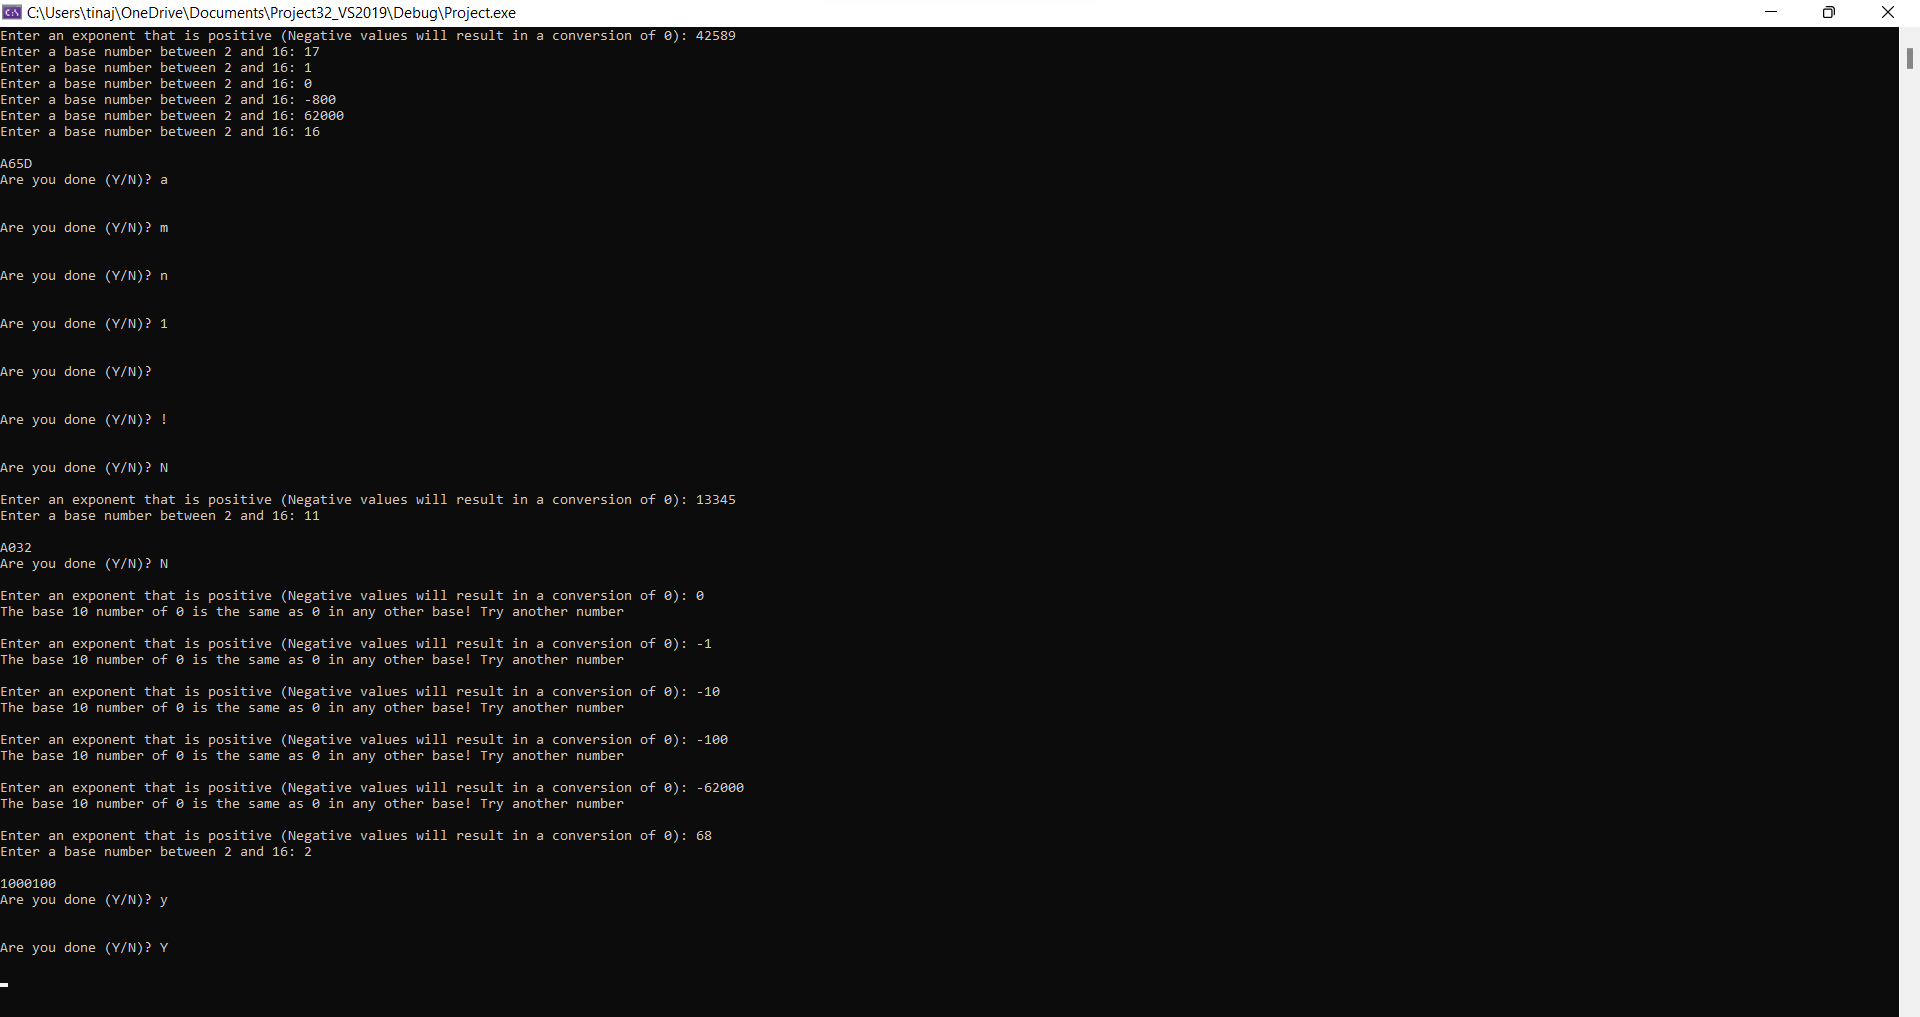 C:\Users\tinaj\OneDrive\Documents\Project32_VS2019\Debug\Project.exe
Enter an exponent that is positive (Negative values will result in a conversion of 0): 42589
Enter a base number between 2 and 16: 17
Enter a base number between 2 and 16: 1
Enter a base number between 2 and 16: 0
Enter a base number between 2 and 16: -800
Enter a base number between 2 and 16: 62000
Enter a base number between 2 and 16: 16
A65D
Are you done (Y/N)? a
Are you done (Y/N)? m
Are you done (Y/N)? n
Are you done (Y/N)? 1
Are you done (Y/N)?
Are you done (Y/N)? !
Are you done (Y/N)? N
Enter an exponent that is positive (Negative values will result in a conversion of 0): 13345
Enter a base number between 2 and 16: 11
A032
Are you done (Y/N)? N
Enter an exponent that is positive (Negative values will result in a conversion of 0): 0
The base 10 number of 0 is the same as 0 in any other base! Try another number
Enter an exponent that is positive (Negative values will result in a conversion of 0): -1
The base 10 number of 0 is the same as 0 in any other base! Try another number
Enter an exponent that is positive (Negative values will result in a conversion of 0): -10
The base 10 number of 0 is the same as 0 in any other base! Try another number
Enter an exponent that is positive (Negative values will result in a conversion of 0): -100
The base 10 number of 0 is the same as 0 in any other base! Try another number
Enter an exponent that is positive (Negative values will result in a conversion of 0): -62000
The base 10 number of 0 is the same as 0 in any other base! Try another number
Enter an exponent that is positive (Negative values will result in a conversion of 0): 68
Enter a base number between 2 and 16: 2
1000100
Are you done (Y/N)? y
Are you done (Y/N)? Y